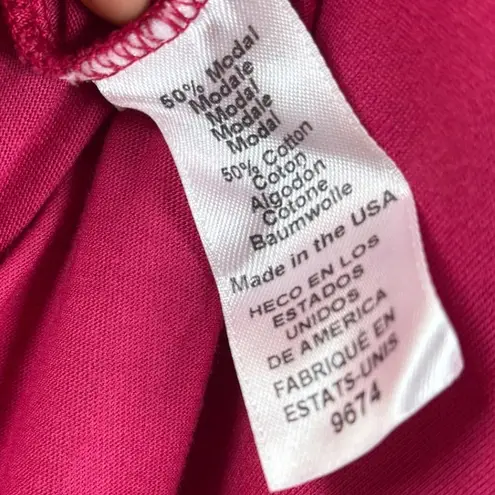 50% Modal
Modale
Modal
Modale
Modal
50% Cotton
Coton
Algodon
Cotone
Baumwolle
Made in the USA
HECO EN LOS
ESTADOS
UNIDOS
DE AMERICA
FABRIQUÉ EN
ESTATS-UNIS
9674